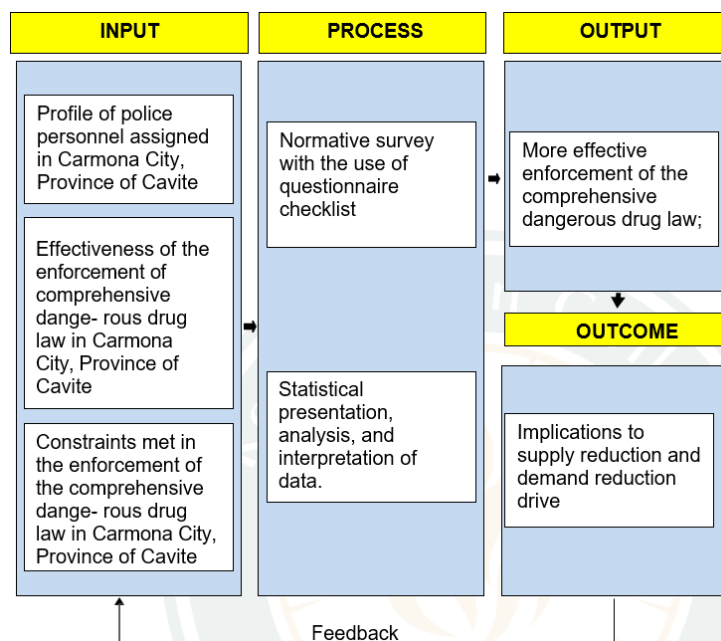 INPUT
PROCESS
OUTPUT
Profile of police
personnel assigned
in Carmona City,
Province of Cavite
Effectiveness of the
enforcement of
comprehensive
dange- rous drug
law in Carmona
City, Province of
Cavite
Constraints met in
the enforcement of
the comprehensive
dange- rous drug
law in Carmona City,
Province of Cavite
Normative survey
with the use of
questionnaire
checklist
Statistical
presentation,
analysis, and
interpretation of
data.
More effective
enforcement of the
comprehensive
dangerous drug law;
OUTCOME
Implications to
supply reduction and
demand reduction
drive
Feedback